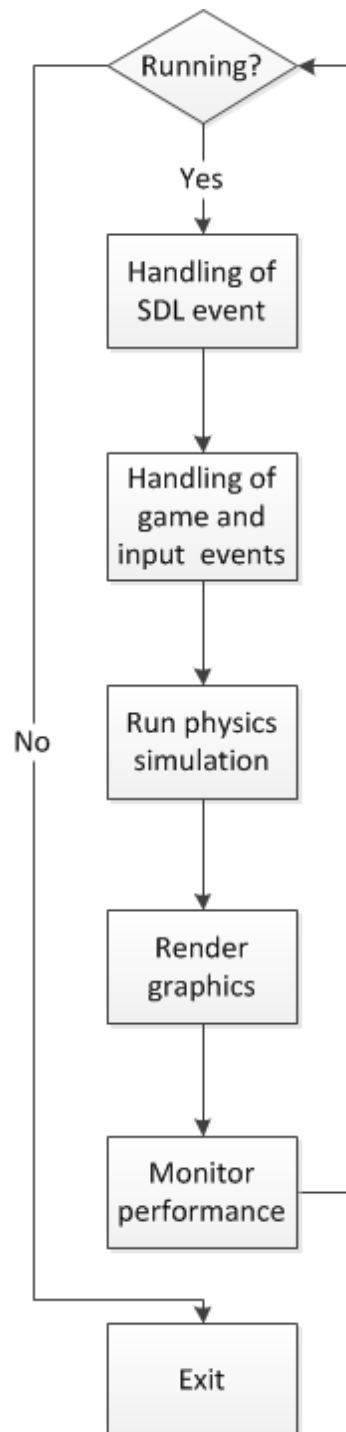 Running?
Yes
Handling of
SDL event
Handling of
game and
input events
Run physics
simulation
No
Render
graphics
Monitor
performance
Exit